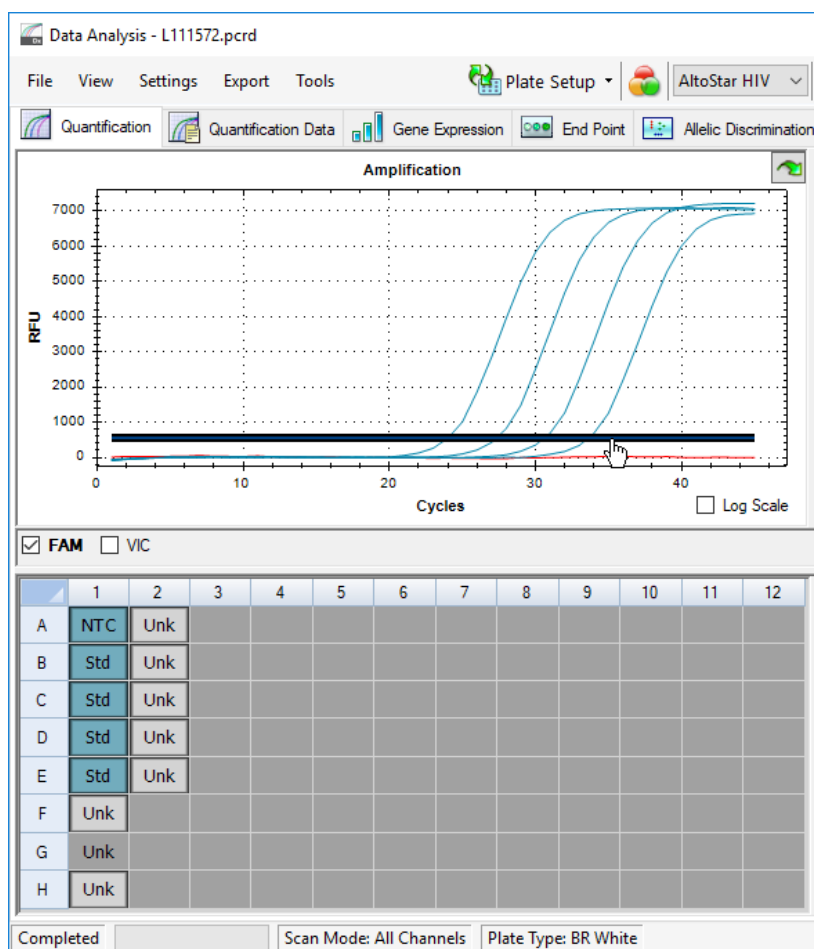 Data Analysis - L111572.pcrd
File View Settings Export Tools Plate Setup AltoStar HIV
Quantification Quantification Data Gene Expression End Point Allelic Discrimination
Amplification
7000
6000
5000
4000
3000
2000
1000
0
RFU
0 10 20 30 40
Cycles
Log Scale
FAM VIC
1 2 3 4 5 6 7 8 9 10 11 12
A NTC Unk
B Std Unk
C Std Unk
D Std Unk
E Std Unk
F Unk
G Unk
H Unk
Completed Scan Mode: All Channels Plate Type: BR White